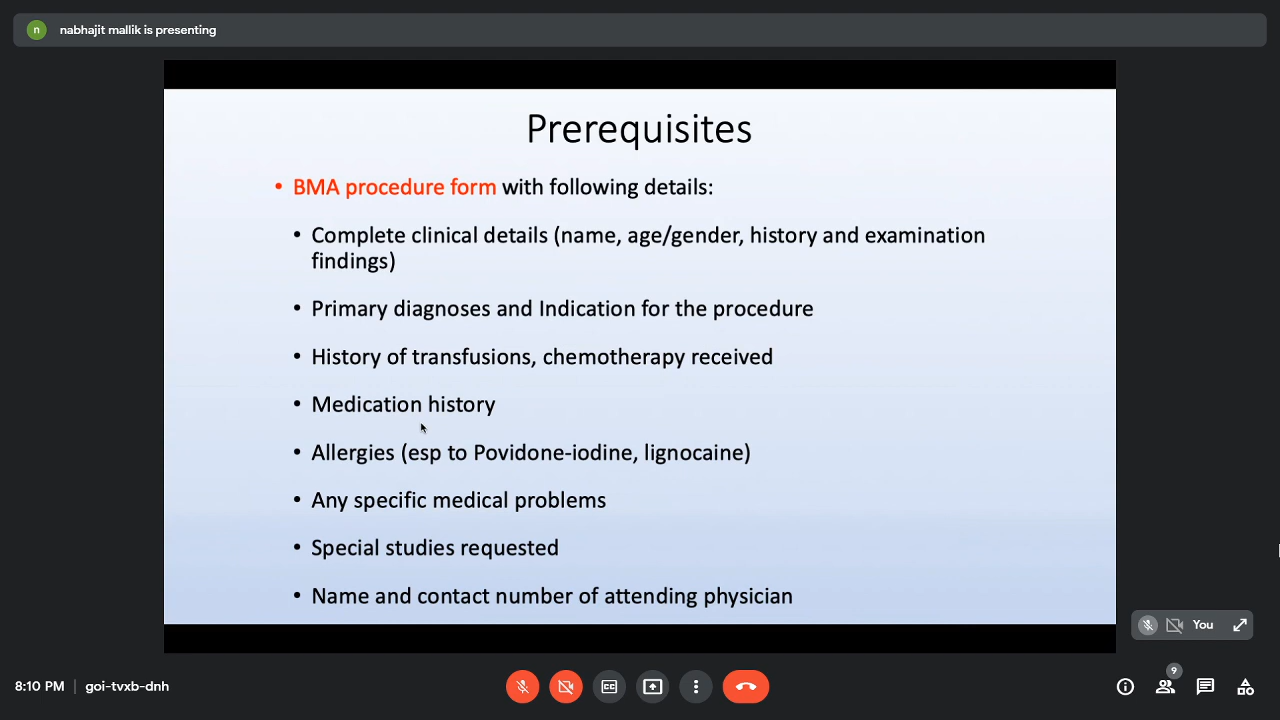 n nabhajit mallik is presenting
Prerequisites
• BMA procedure form with following details:
• Complete clinical details (name, age/gender, history and examination
findings)
• Primary diagnoses and Indication for the procedure
• History of transfusions, chemotherapy received
• Medication history
• Allergies (esp to Povidone-iodine, lignocaine)
• Any specific medical problems
• Special studies requested
• Name and contact number of attending physician
You
8:10 PM | goi-tvxb-dnh
CC
9